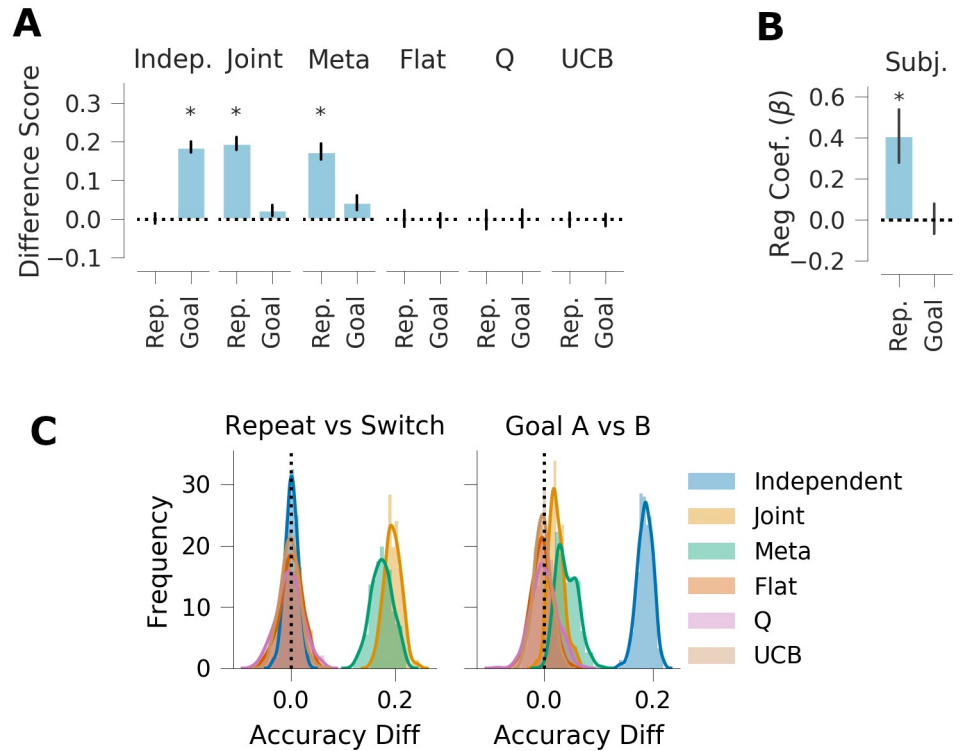 A
Indep. Joint Meta Flat Q UCB
Difference Score
0.3
0.2
0.1
0.0
−0.1
* * *
Rep. Goal Rep. Goal Rep. Goal Rep. Goal Rep. Goal Rep. Goal
B
Subj.
Reg Coef. (β)
0.6
0.4
0.2
0.0
−0.2
*
Rep. Goal
C
Repeat vs Switch
Frequency
30
20
10
0
0.0 0.2
Accuracy Diff
Goal A vs B
0.0 0.2
Accuracy Diff
Independent
Joint
Meta
Flat
Q
UCB